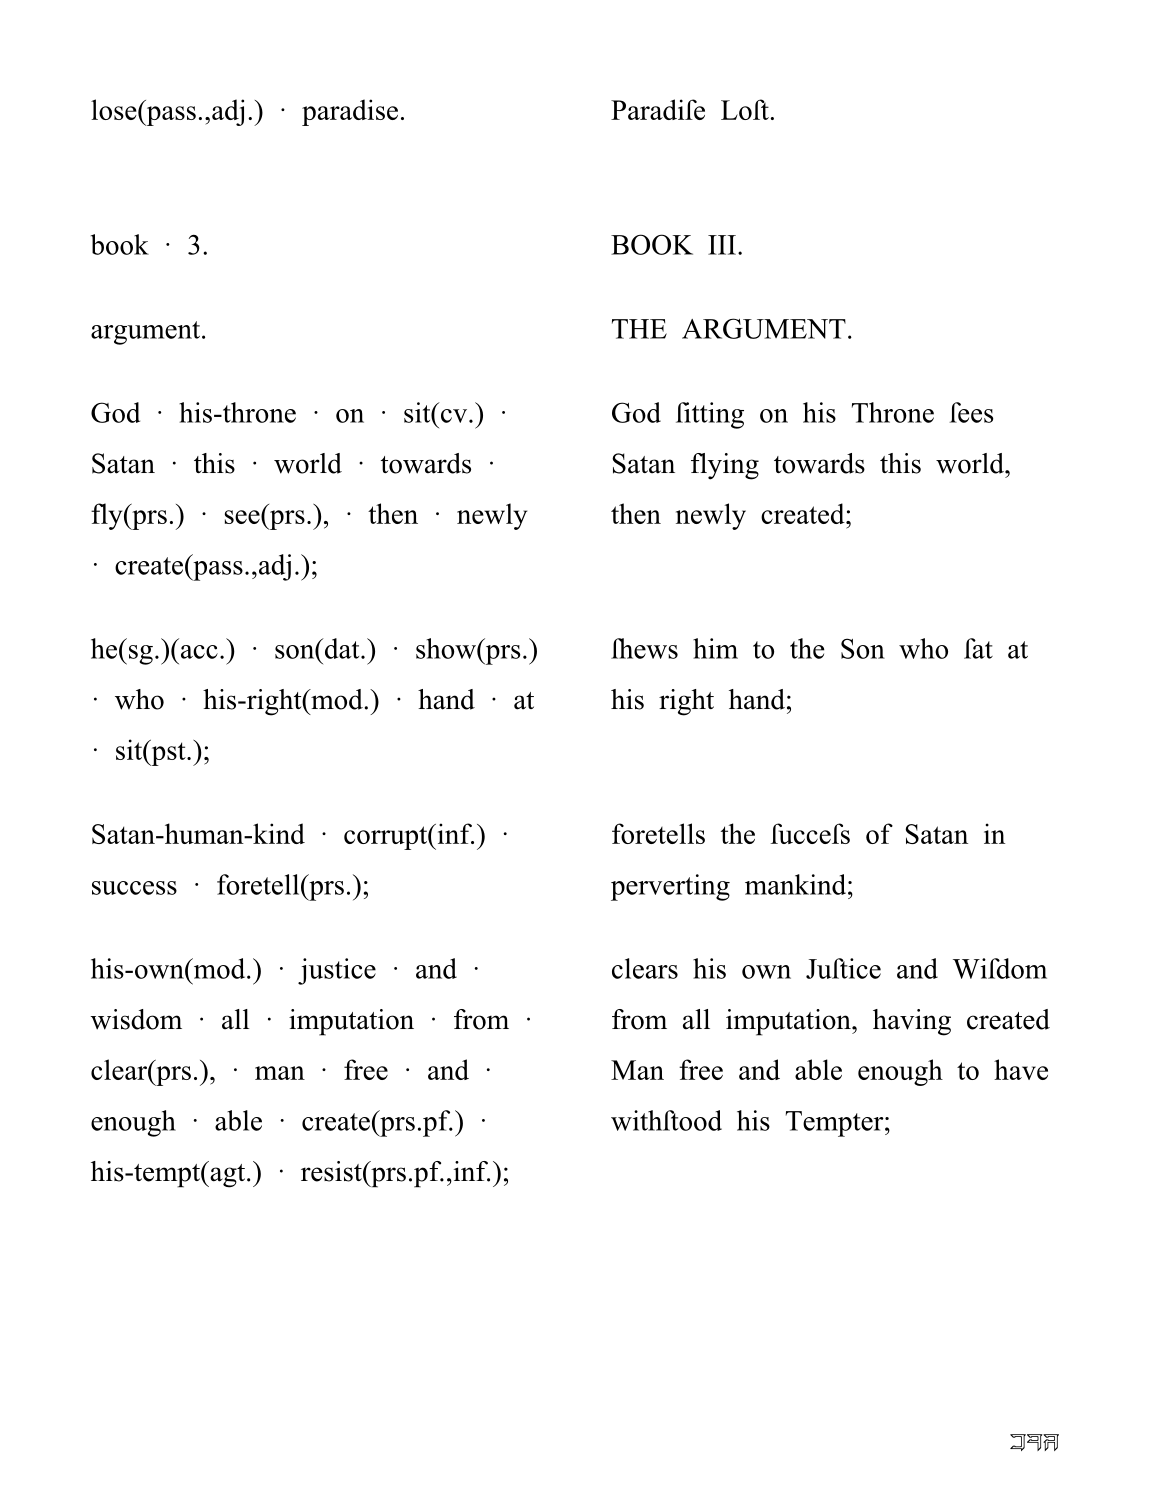 lose(pass.,adj.) · paradise.
Paradiſe Loſt.
book · 3.
BOOK III.
argument.
THE ARGUMENT.
God · his-throne · on · sit(cv.) ·
Satan · this · world · towards ·
fly(prs.) · see(prs.), · then · newly
· create(pass.,adj.);
God ſitting on his Throne ſees
Satan flying towards this world,
then newly created;
he(sg.)(acc.) · son(dat.) · show(prs.)
· who · his-right(mod.) · hand · at
· sit(pst.);
ſhews him to the Son who ſat at
his right hand;
Satan-human-kind · corrupt(inf.) ·
success · foretell(prs.);
foretells the ſucceſs of Satan in
perverting mankind;
his-own(mod.) · justice · and ·
wisdom · all · imputation · from ·
clear(prs.), · man · free · and ·
enough · able · create(prs.pf.) ·
his-tempt(agt.) · resist(prs.pf.,inf.);
clears his own Juſtice and Wiſdom
from all imputation, having created
Man free and able enough to have
withſtood his Tempter;